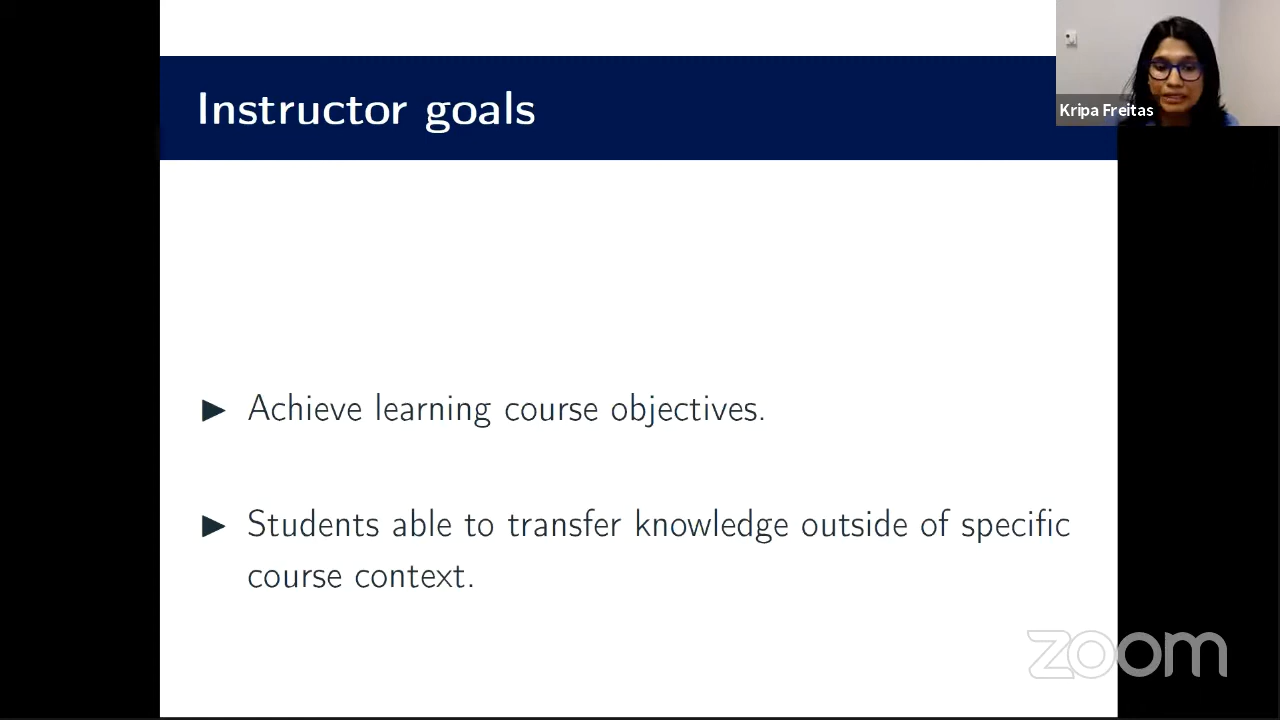 Instructor goals
Kripa Freitas
▶ Achieve learning course objectives.
▶ Students able to transfer knowledge outside of specific
course context.
zoom